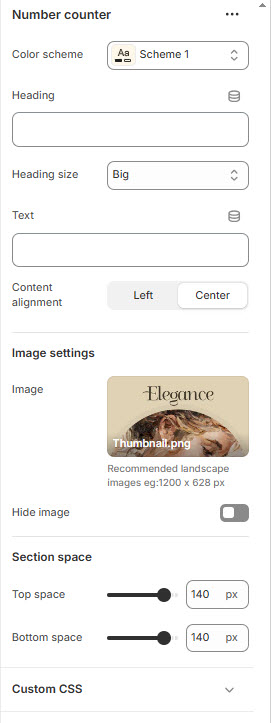 Number counter
Color scheme
Aa
Scheme 1
Heading
Heading size
Big
Text
Content
alignment
Left
Center
Image settings
Image
Elegance
Thumbnail.png
Recommended landscape
images eg:1200 x 628 px
Hide image
Section space
Top space
140 px
Bottom space
140 px
Custom CSS